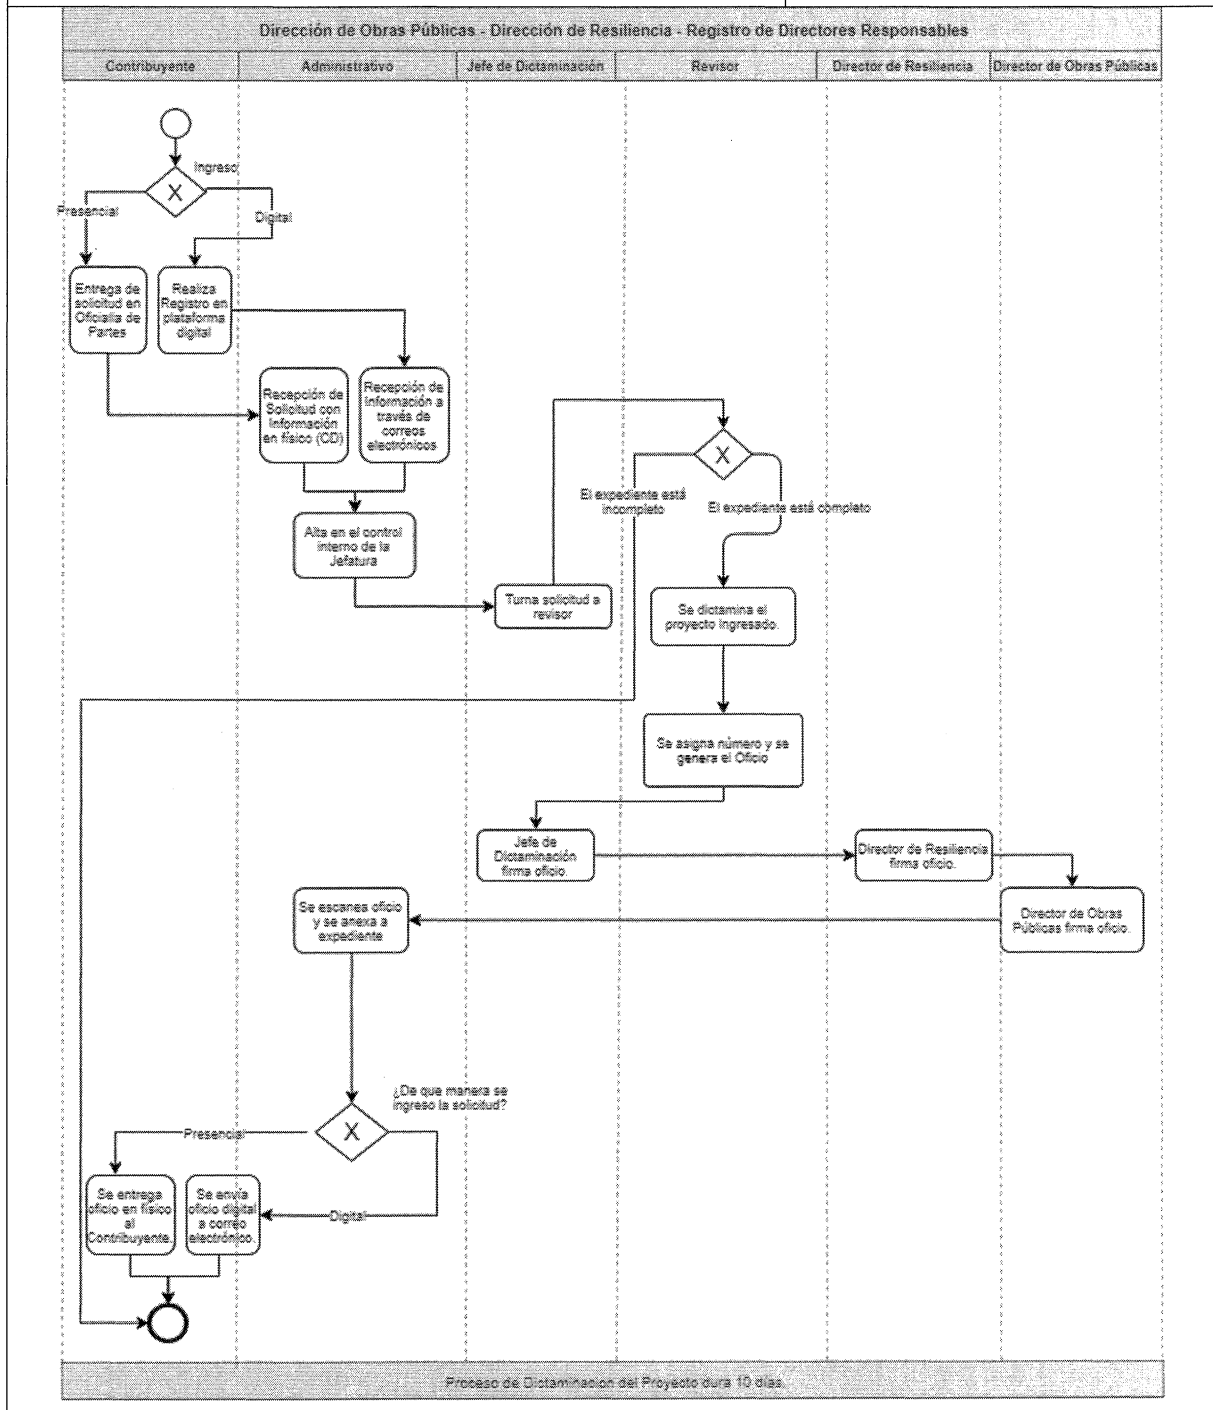 Dirección de Obras Públicas - Dirección de Resiliencia - Registro de Directores Responsables
Contribuyente
Administrativo
Jefe de Dictaminación
Revisor
Director de Resiliencia
Director de Obras Públicas
Ingreso
X
Presencial
Digital
Entrega de
solicitud en
Oficialía de
Partes
Realiza
Registro en
plataforma
digital
Recepción de
Solicitud con
Información
en físico (CD)
Recepción de
Información a
través de
correos
electrónicos
X
El expediente está
incompleto
El expediente está completo
Alta en el control
interno de la
Jefatura
Turna solicitud a
revisor
Se dictamina el
proyecto ingresado.
Se asigna número y se
genera el Oficio
Jefe de
Dictaminación
firma oficio.
Director de Resiliencia
firma oficio.
Director de Obras
Públicas firma oficio.
Se escanea oficio
y se anexa a
expediente
¿De que manera se
ingreso la solicitud?
X
Presencial
Digital
Se entrega
oficio en físico
al
Contribuyente.
Se envía
oficio digital
a correo
electrónico.
Proceso de Dictaminacion del Proyecto dura 10 días.